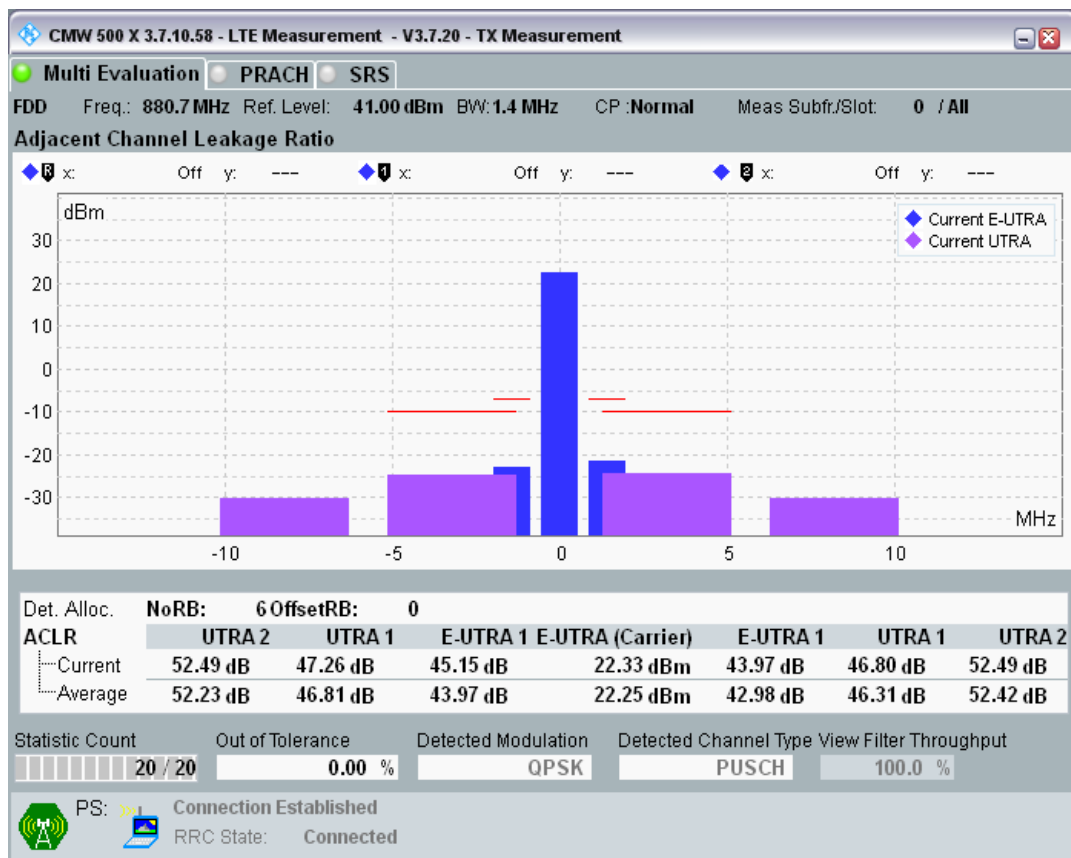 CMW 500 X 3.7.10.58 - LTE Measurement - V3.7.20 - TX Measurement
Multi Evaluation PRACH SRS
FDD Freq.: 880.7 MHz Ref. Level: 41.00 dBm BW: 1.4 MHz CP :Normal Meas Subfr./Slot: 0 / All
Adjacent Channel Leakage Ratio
R x: Off y: --- 1 x: Off y: --- 2 x: Off y: ---
dBm
Current E-UTRA
Current UTRA
30
20
10
0
-10
-20
-30
MHz
-10 -5 0 5 10
Det. Alloc. NoRB: 6 OffsetRB: 0
ACLR UTRA 2 UTRA 1 E-UTRA 1 E-UTRA (Carrier) E-UTRA 1 UTRA 1 UTRA 2
Current 52.49 dB 47.26 dB 45.15 dB 22.33 dBm 43.97 dB 46.80 dB 52.49 dB
Average 52.23 dB 46.81 dB 43.97 dB 22.25 dBm 42.98 dB 46.31 dB 52.42 dB
Statistic Count Out of Tolerance Detected Modulation Detected Channel Type View Filter Throughput
20 / 20 0.00 % QPSK PUSCH 100.0 %
PS: Connection Established
RRC State: Connected